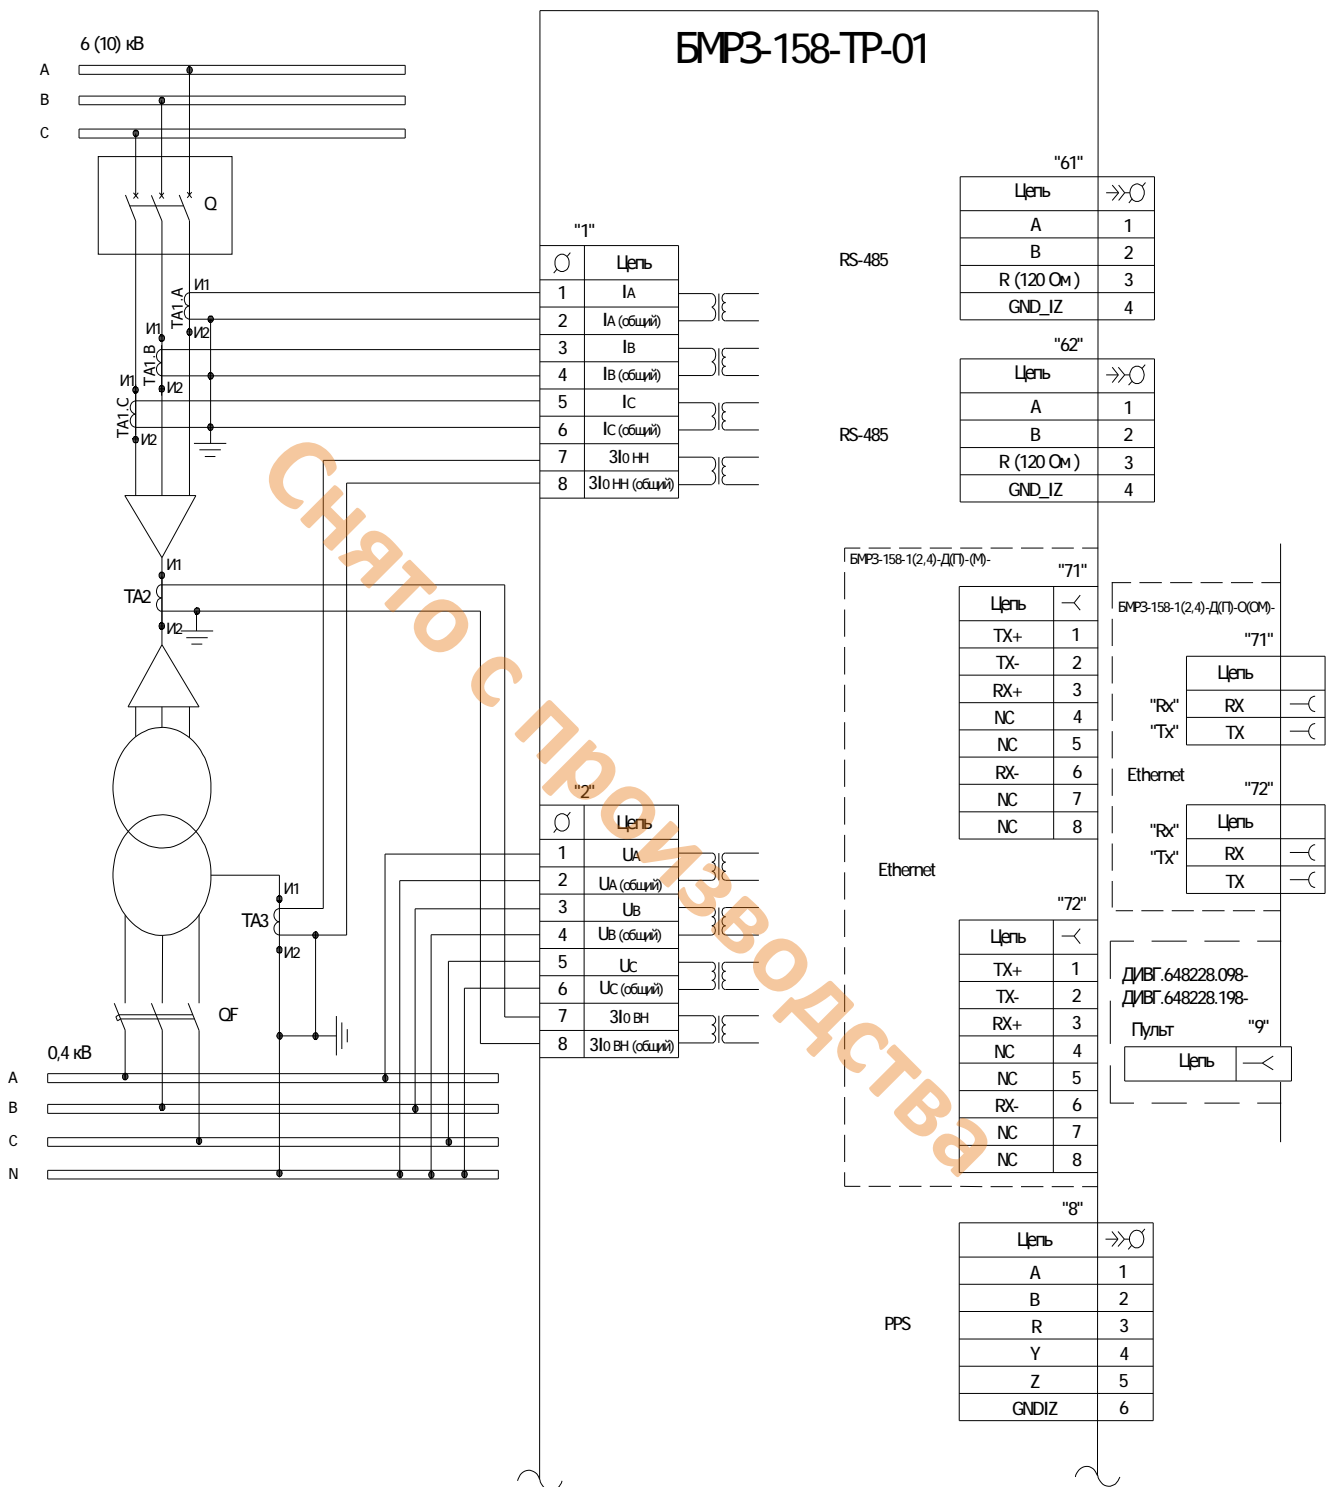 БМРЗ-158-ТР-01
6 (10) кВ
A
B
C
Q
И1
TA1.A
И2
И1
TA1.B
И2
И1
TA1.C
И2
И1
TA2
И2
И1
TA3
И2
QF
0,4 кВ
A
B
C
N
"1"
Цепь
1 IA
2 IA (общий)
3 IB
4 IB (общий)
5 IC
6 IC (общий)
7 3I0 НН
8 3I0 НН (общий)
"2"
Цепь
1 UA
2 UA (общий)
3 UB
4 UB (общий)
5 UC
6 UC (общий)
7 3I0 ВН
8 3I0 ВН (общий)
"61"
RS-485
Цепь
A 1
B 2
R (120 Ом) 3
GND_IZ 4
"62"
RS-485
Цепь
A 1
B 2
R (120 Ом) 3
GND_IZ 4
БМРЗ-158-1(2,4)-Д(П)-(М)-
"71"
Цепь
TX+ 1
TX- 2
RX+ 3
NC 4
NC 5
RX- 6
NC 7
NC 8
Ethernet
"72"
Цепь
TX+ 1
TX- 2
RX+ 3
NC 4
NC 5
RX- 6
NC 7
NC 8
БМРЗ-158-1(2,4)-Д(П)-О(ОМ)-
"71"
Цепь
"Rx" RX
"Tx" TX
Ethernet
"72"
Цепь
"Rx" RX
"Tx" TX
ДИВГ.648228.098-
ДИВГ.648228.198-
Пульт "9"
Цепь
"8"
PPS
Цепь
A 1
B 2
R 3
Y 4
Z 5
GNDIZ 6
Снято с производства